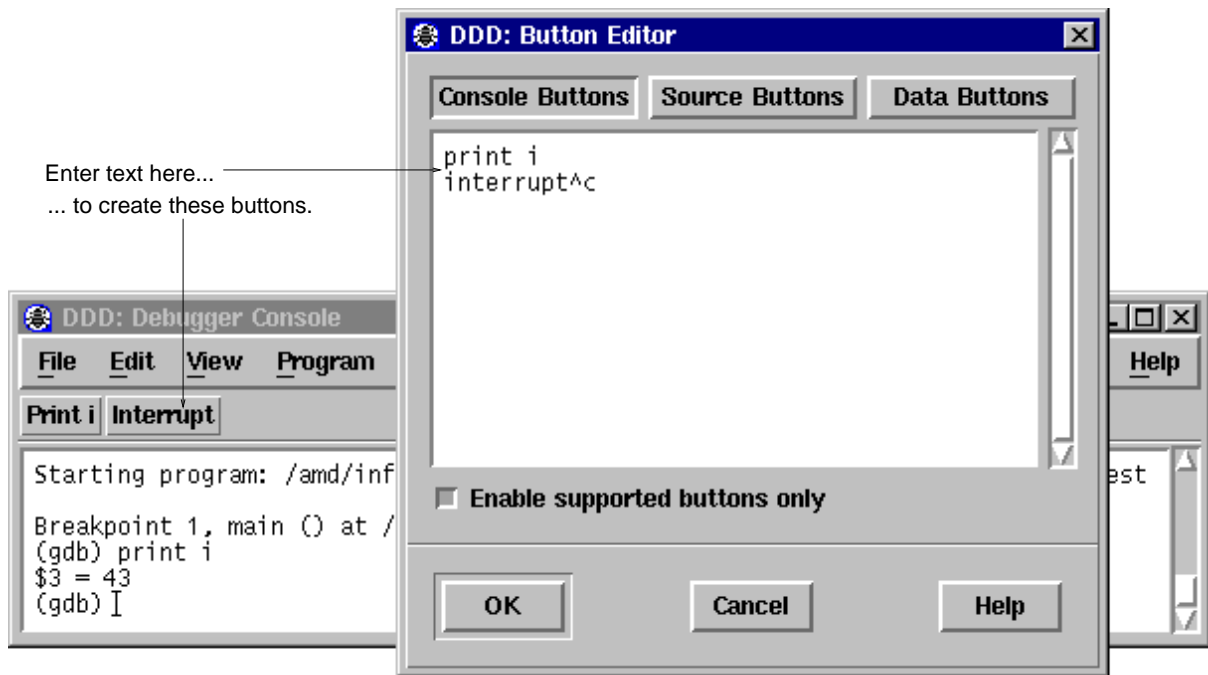 DDD: Button Editor
Console Buttons Source Buttons Data Buttons
print i
interrupt^c
Enter text here...
... to create these buttons.
DDD: Debugger Console
File Edit View Program Help
Print i Interrupt
Starting program: /amd/inf est
Breakpoint 1, main () at /
(gdb) print i
$3 = 43
(gdb)
Enable supported buttons only
OK Cancel Help